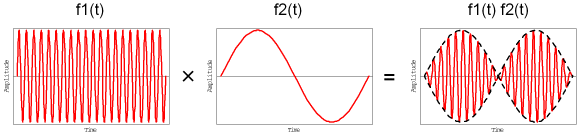 f1(t) f2(t) f1(t) f2(t)
Amplitude Amplitude Amplitude
× =
Time Time Time